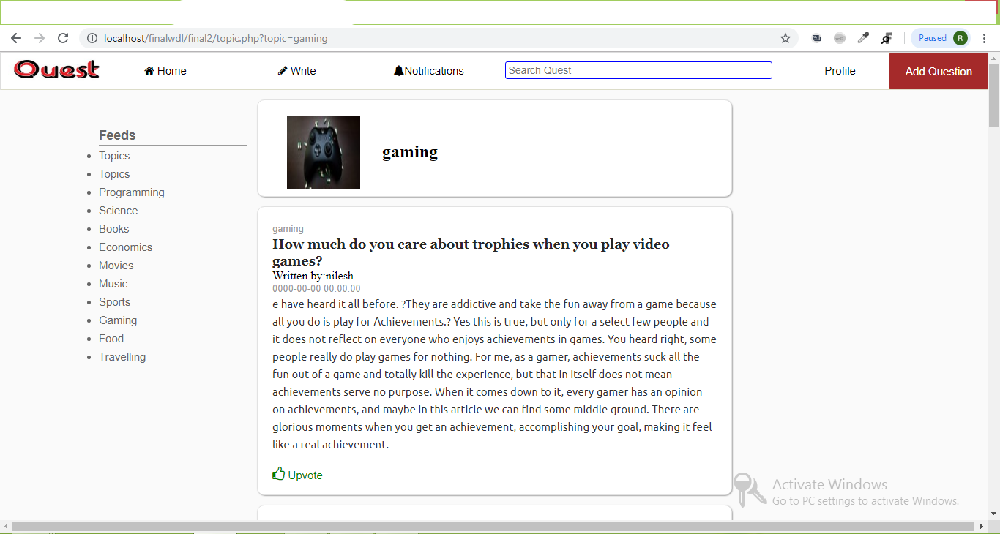 localhost/finalwdl/final2/topic.php?topic=gaming
Paused R
Quest Home Write Notifications Search Quest Profile Add Question
Feeds
Topics
Topics
Programming
Science
Books
Economics
Movies
Music
Sports
Gaming
Food
Travelling
gaming
gaming
How much do you care about trophies when you play video
games?
Written by:nilesh
0000-00-00 00:00:00
e have heard it all before. ?They are addictive and take the fun away from a game because
all you do is play for Achievements.? Yes this is true, but only for a select few people and
it does not reflect on everyone who enjoys achievements in games. You heard right, some
people really do play games for nothing. For me, as a gamer, achievements suck all the
fun out of a game and totally kill the experience, but that in itself does not mean
achievements serve no purpose. When it comes down to it, every gamer has an opinion
on achievements, and maybe in this article we can find some middle ground. There are
glorious moments when you get an achievement, accomplishing your goal, making it feel
like a real achievement.
Upvote
Activate Windows
Go to PC settings to activate Windows.